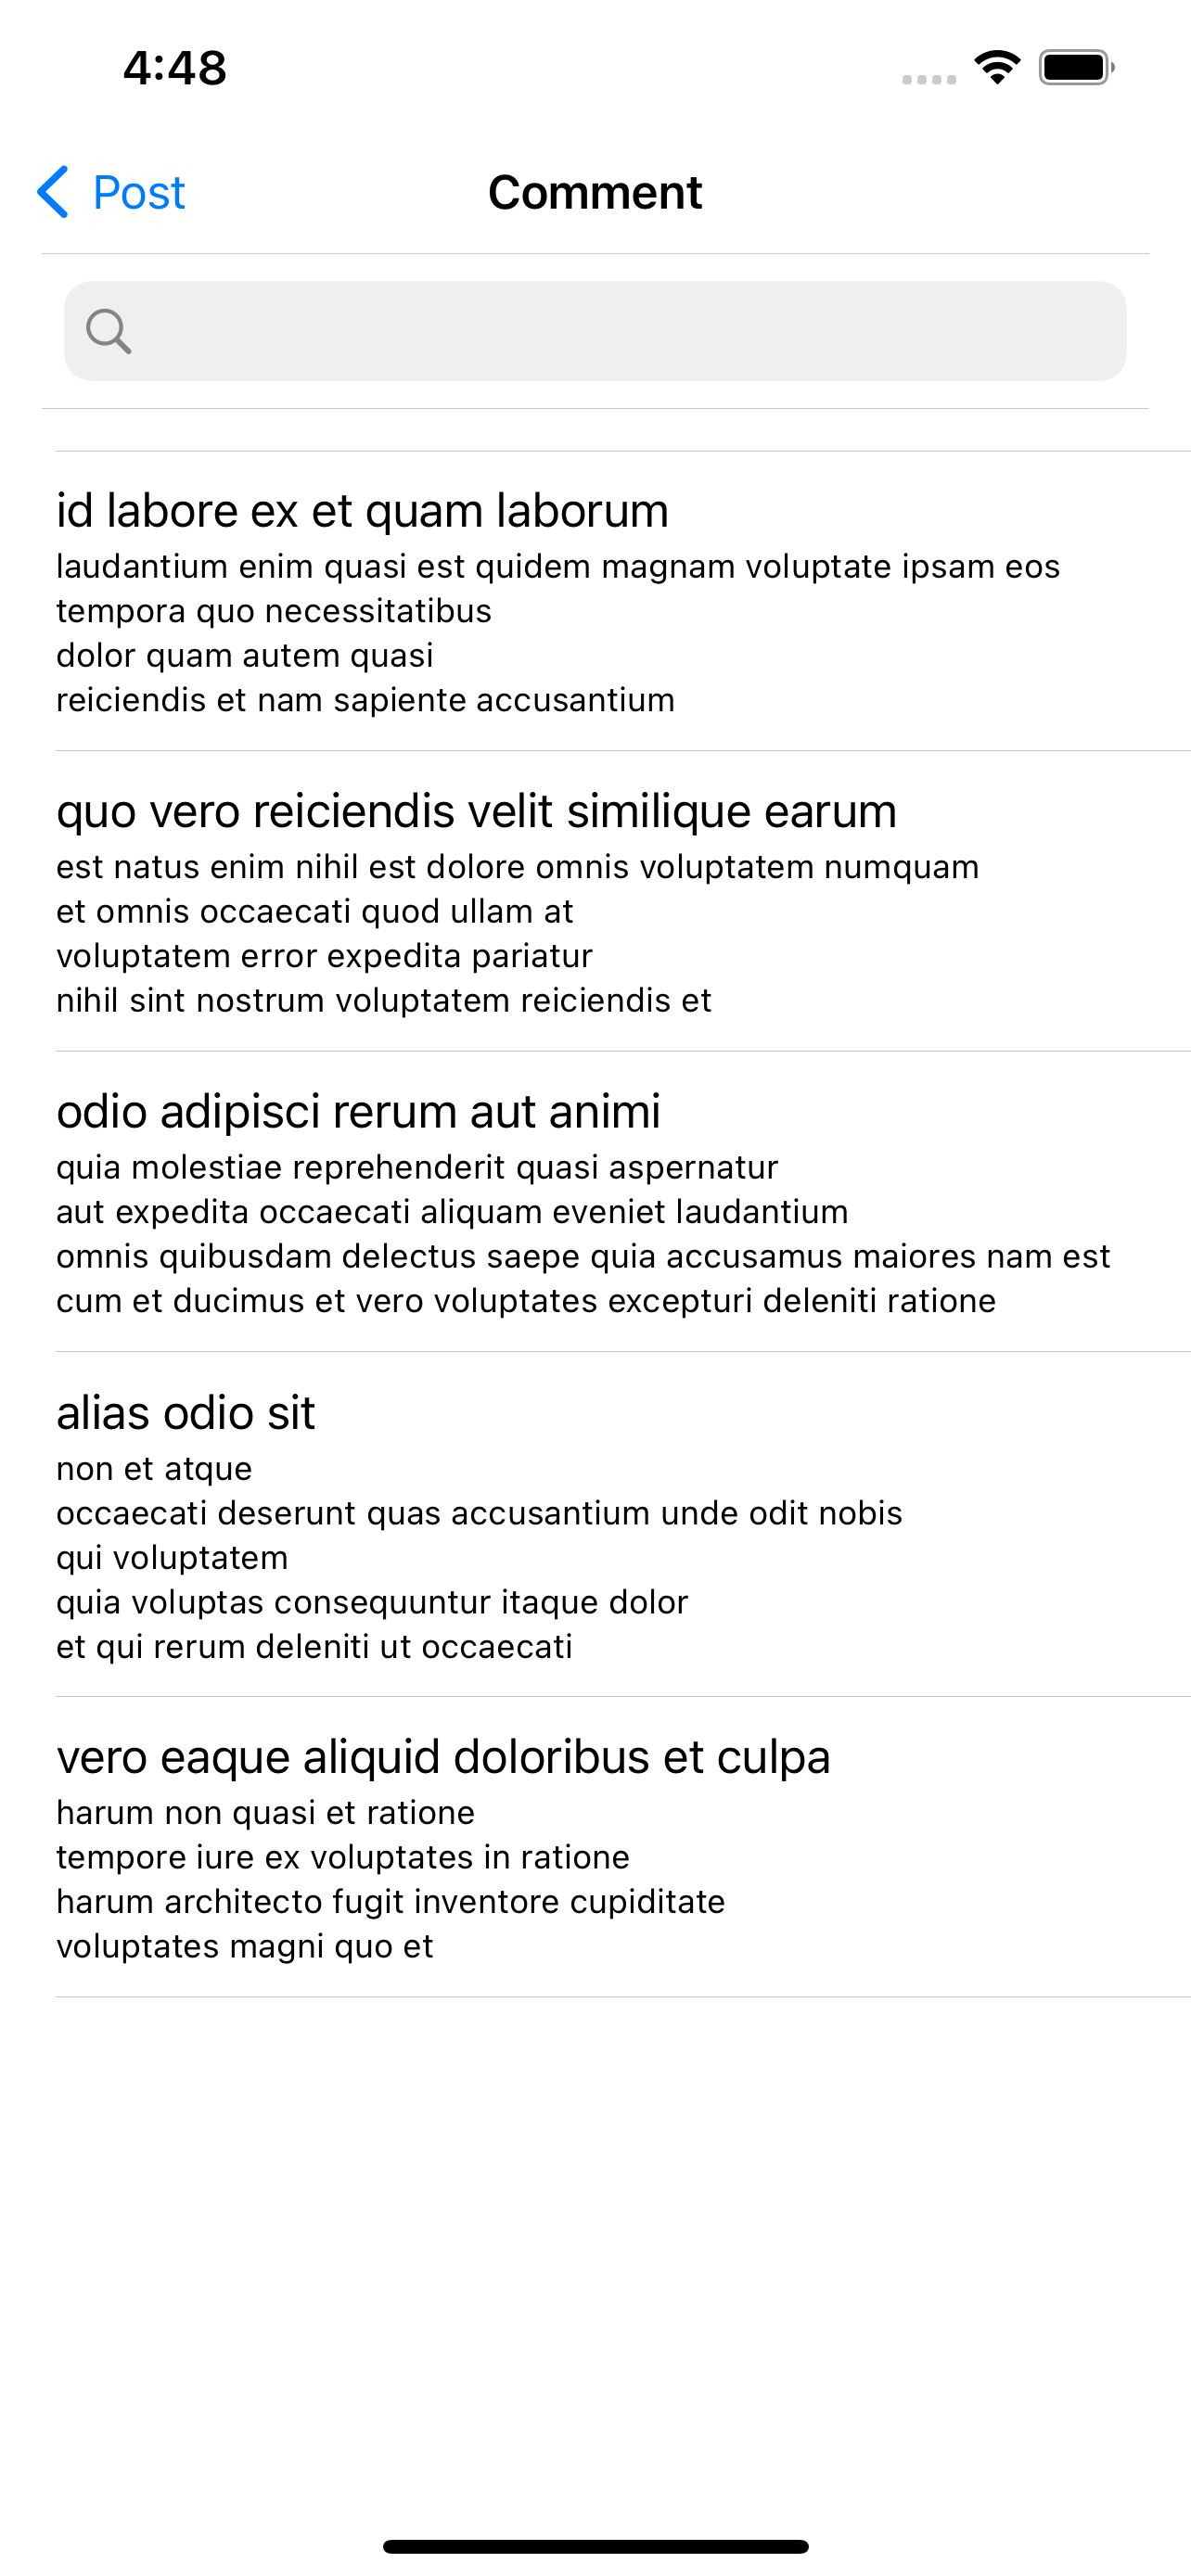 4:48
Post
Comment
id labore ex et quam laborum
laudantium enim quasi est quidem magnam voluptate ipsam eos
tempora quo necessitatibus
dolor quam autem quasi
reiciendis et nam sapiente accusantium
quo vero reiciendis velit similique earum
est natus enim nihil est dolore omnis voluptatem numquam
et omnis occaecati quod ullam at
voluptatem error expedita pariatur
nihil sint nostrum voluptatem reiciendis et
odio adipisci rerum aut animi
quia molestiae reprehenderit quasi aspernatur
aut expedita occaecati aliquam eveniet laudantium
omnis quibusdam delectus saepe quia accusamus maiores nam est
cum et ducimus et vero voluptates excepturi deleniti ratione
alias odio sit
non et atque
occaecati deserunt quas accusantium unde odit nobis
qui voluptatem
quia voluptas consequuntur itaque dolor
et qui rerum deleniti ut occaecati
vero eaque aliquid doloribus et culpa
harum non quasi et ratione
tempore iure ex voluptates in ratione
harum architecto fugit inventore cupiditate
voluptates magni quo et